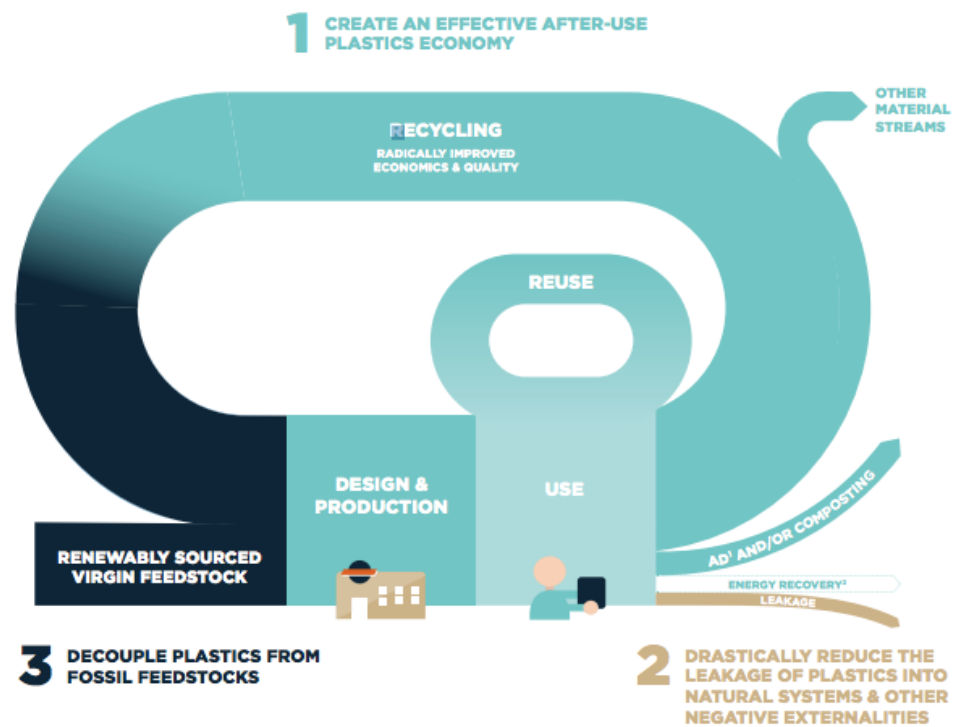 1 CREATE AN EFFECTIVE AFTER-USE
PLASTICS ECONOMY
OTHER
MATERIAL
STREAMS
RECYCLING
RADICALLY IMPROVED
ECONOMICS & QUALITY
REUSE
DESIGN &
PRODUCTION
USE
RENEWABLY SOURCED
VIRGIN FEEDSTOCK
AD¹ AND/OR COMPOSTING
ENERGY RECOVERY²
LEAKAGE
3 DECOUPLE PLASTICS FROM
FOSSIL FEEDSTOCKS
2 DRASTICALLY REDUCE THE
LEAKAGE OF PLASTICS INTO
NATURAL SYSTEMS & OTHER
NEGATIVE EXTERNALITIES